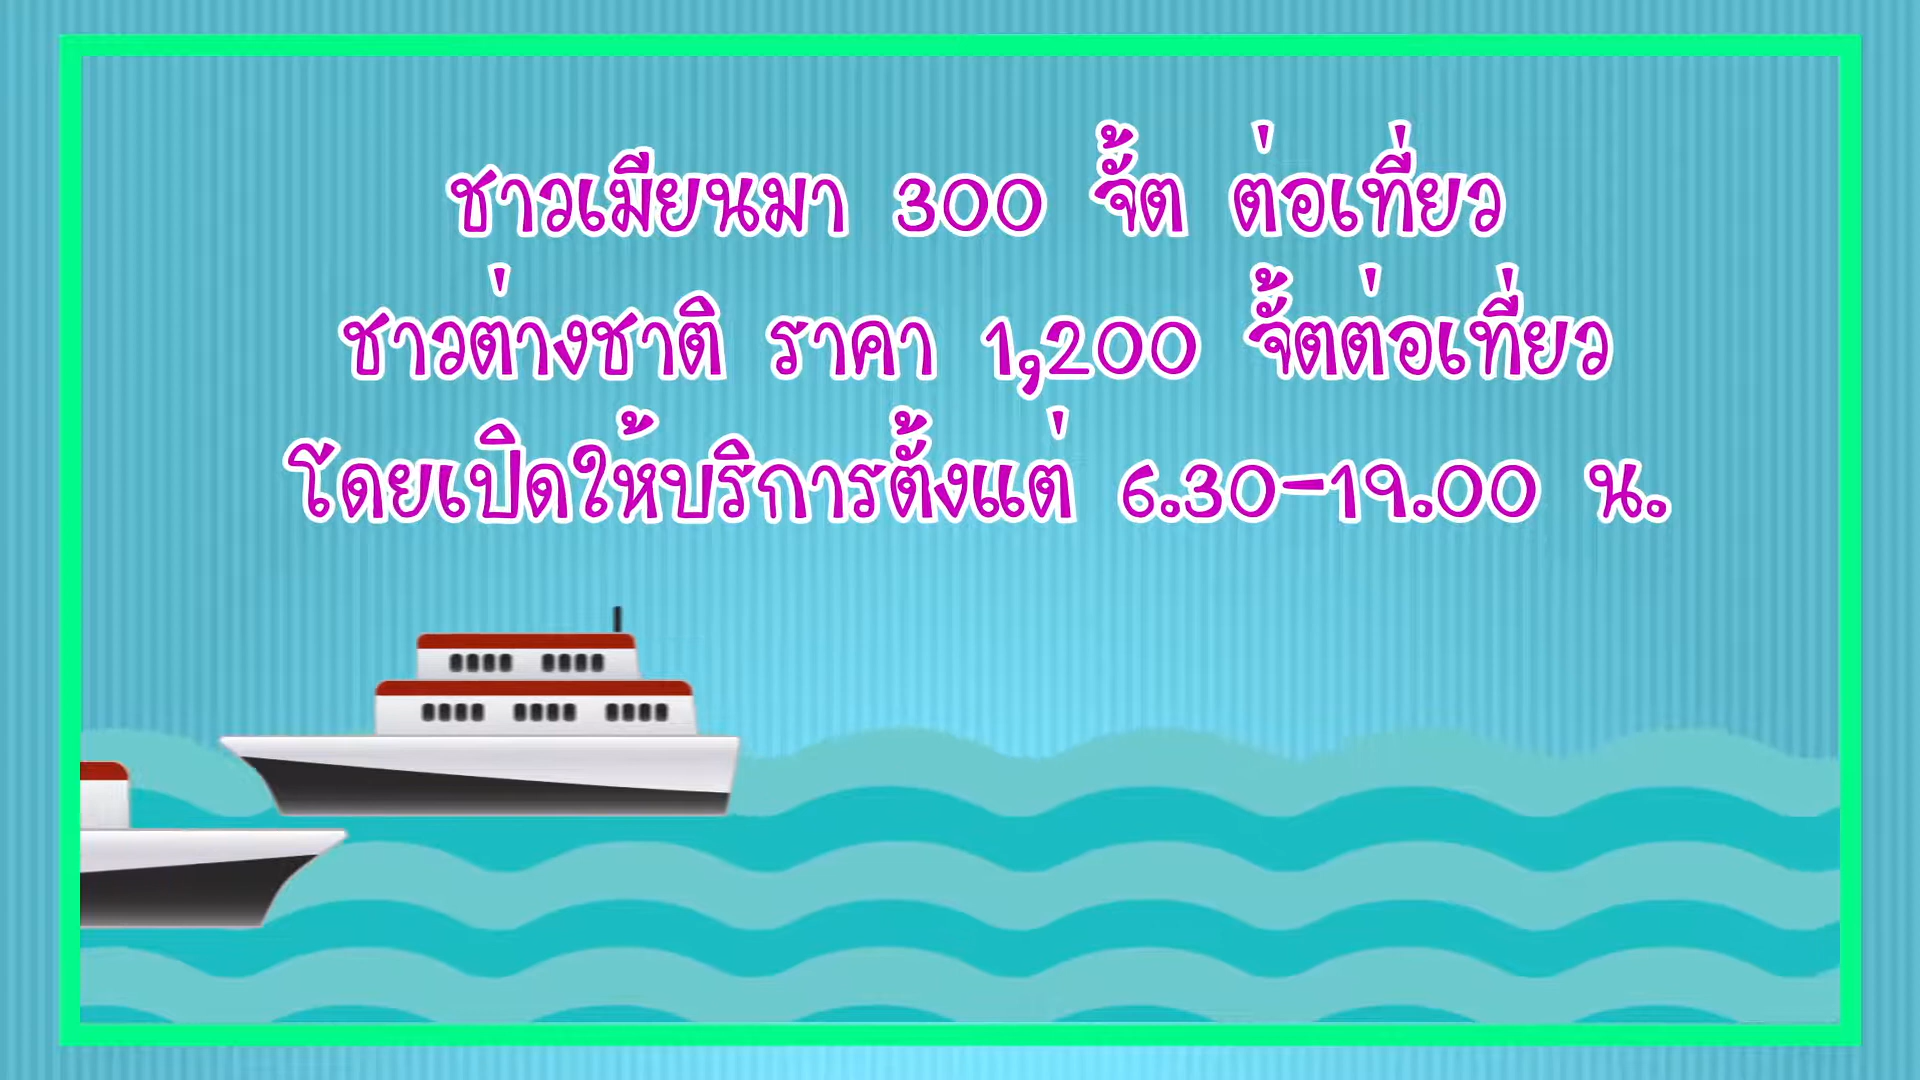 ชาวเมียนมา 300 จั้ต ต่อเที่ยว
ชาวต่างชาติ ราคา 1,200 จั้ตต่อเที่ยว
โดยเปิดให้บริการตั้งแต่ 6.30-19.00 น.